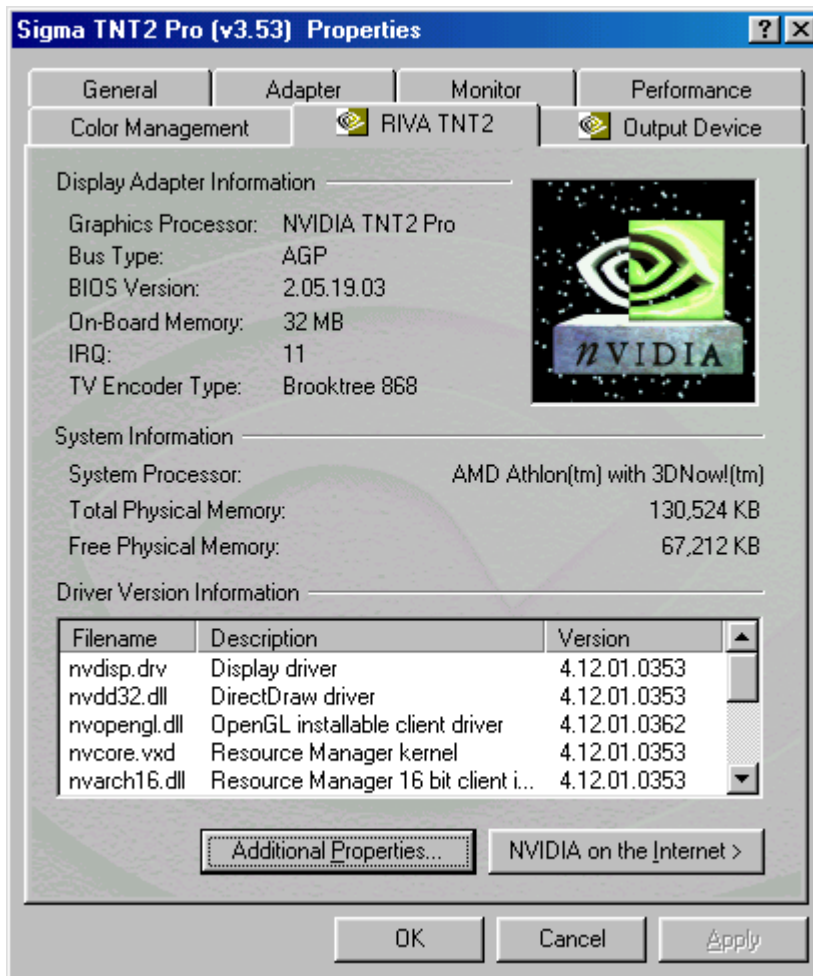 Sigma TNT2 Pro (v3.53) Properties
General Adapter Monitor Performance
Color Management RIVA TNT2 Output Device
Display Adapter Information
Graphics Processor: NVIDIA TNT2 Pro
Bus Type: AGP
BIOS Version: 2.05.19.03
On-Board Memory: 32 MB
IRQ: 11
TV Encoder Type: Brooktree 868
nVIDIA
System Information
System Processor: AMD Athlon(tm) with 3DNow!(tm)
Total Physical Memory: 130,524 KB
Free Physical Memory: 67,212 KB
Driver Version Information
Filename Description Version
nvdisp.drv Display driver 4.12.01.0353
nvdd32.dll DirectDraw driver 4.12.01.0353
nvopengl.dll OpenGL installable client driver 4.12.01.0362
nvcore.vxd Resource Manager kernel 4.12.01.0353
nvarch16.dll Resource Manager 16 bit client i... 4.12.01.0353
Additional Properties... NVIDIA on the Internet >
OK Cancel Apply